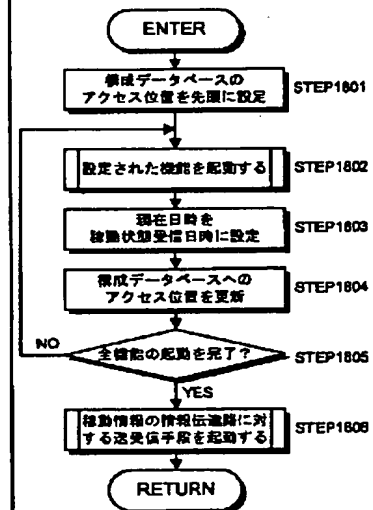 ENTER
構成データベースの
アクセス位置を先頭に設定
STEP1801
設定された機能を起動する
STEP1802
現在日時を
稼動状態受信日時に設定
STEP1803
構成データベースへの
アクセス位置を更新
STEP1804
NO
全機能の起動を完了?
STEP1805
YES
稼動情報の情報伝達路に対
する送受信手段を起動する
STEP1806
RETURN